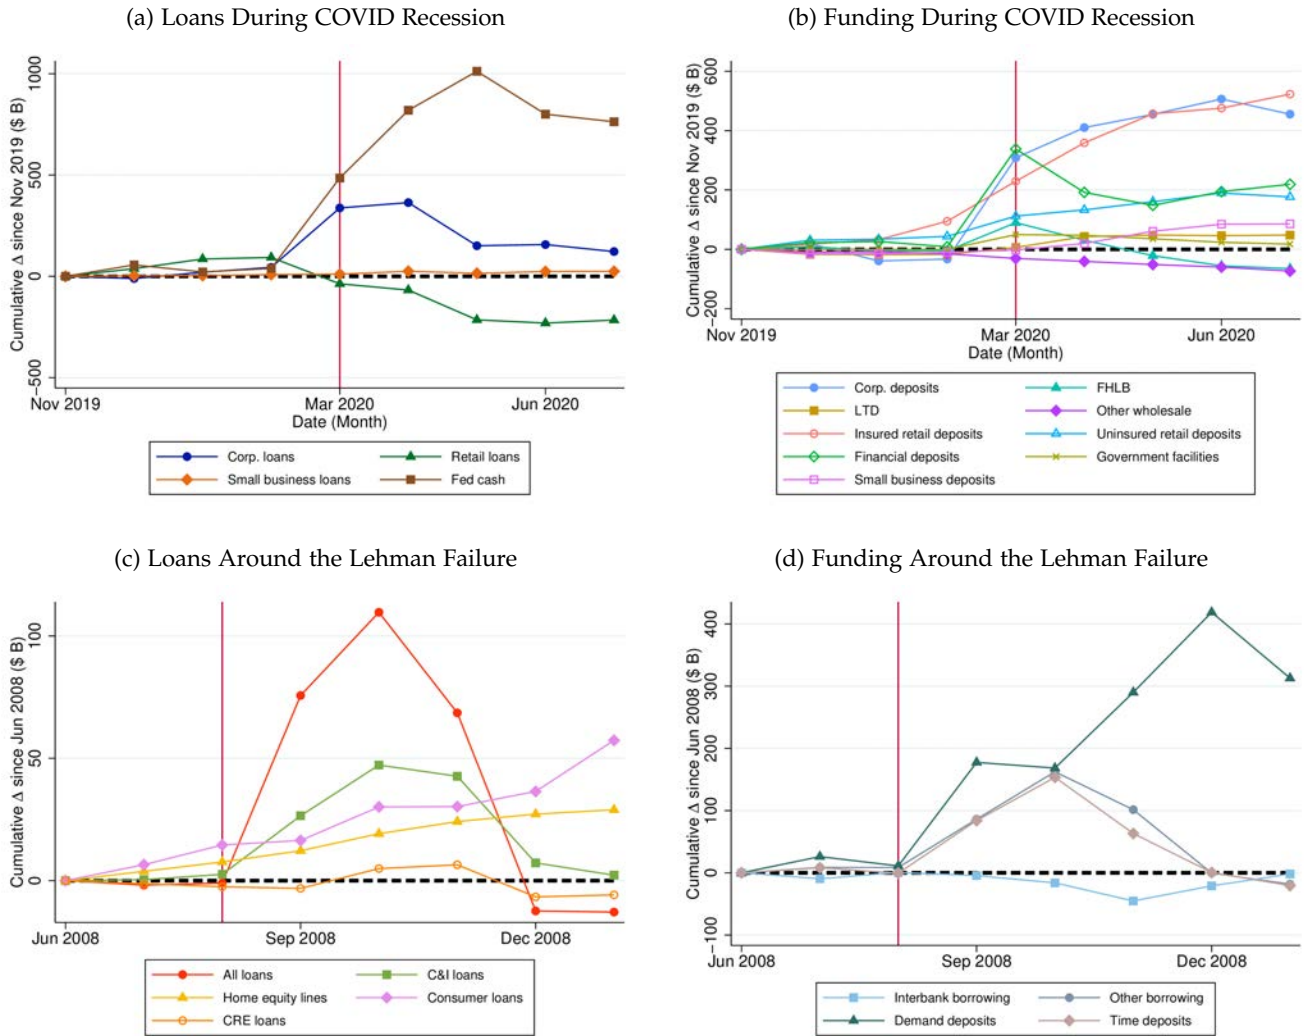 (a) Loans During COVID Recession
Cumulative Δ since Nov 2019 ($ B)
1000
500
0
−500
Nov 2019
Mar 2020
Jun 2020
Date (Month)
Corp. loans
Retail loans
Small business loans
Fed cash
(b) Funding During COVID Recession
Cumulative Δ since Nov 2019 ($ B)
600
400
200
0
−200
Nov 2019
Mar 2020
Jun 2020
Date (Month)
Corp. deposits
FHLB
LTD
Other wholesale
Insured retail deposits
Uninsured retail deposits
Financial deposits
Government facilities
Small business deposits
(c) Loans Around the Lehman Failure
Cumulative Δ since Jun 2008 ($ B)
100
50
0
Jun 2008
Sep 2008
Dec 2008
All loans
C&I loans
Home equity lines
Consumer loans
CRE loans
(d) Funding Around the Lehman Failure
Cumulative Δ since Jun 2008 ($ B)
400
300
200
100
0
−100
Jun 2008
Sep 2008
Dec 2008
Interbank borrowing
Other borrowing
Demand deposits
Time deposits